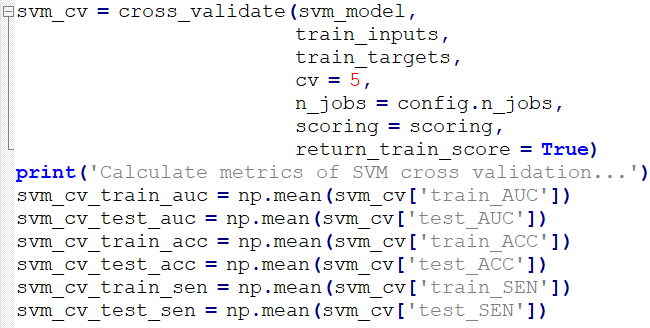 svm_cv = cross_validate(svm_model,
                        train_inputs,
                        train_targets,
                        cv = 5,
                        n_jobs = config.n_jobs,
                        scoring = scoring,
                        return_train_score = True)
print('Calculate metrics of SVM cross validation...')
svm_cv_train_auc = np.mean(svm_cv['train_AUC'])
svm_cv_test_auc = np.mean(svm_cv['test_AUC'])
svm_cv_train_acc = np.mean(svm_cv['train_ACC'])
svm_cv_test_acc = np.mean(svm_cv['test_ACC'])
svm_cv_train_sen = np.mean(svm_cv['train_SEN'])
svm_cv_test_sen = np.mean(svm_cv['test_SEN'])